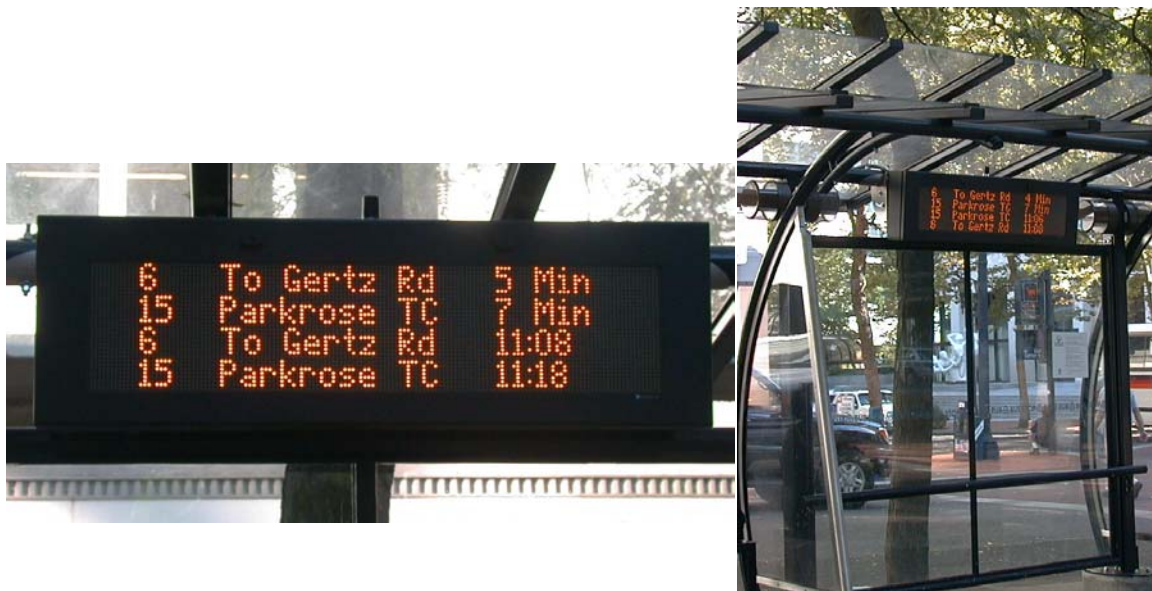 6 To Gertz Rd 5 Min
15 Parkrose TC 7 Min
6 To Gertz Rd 11:08
15 Parkrose TC 11:18
6 To Gertz Rd 4 Min
15 Parkrose TC 7 Min
15 Parkrose TC 11:06
6 To Gertz Rd